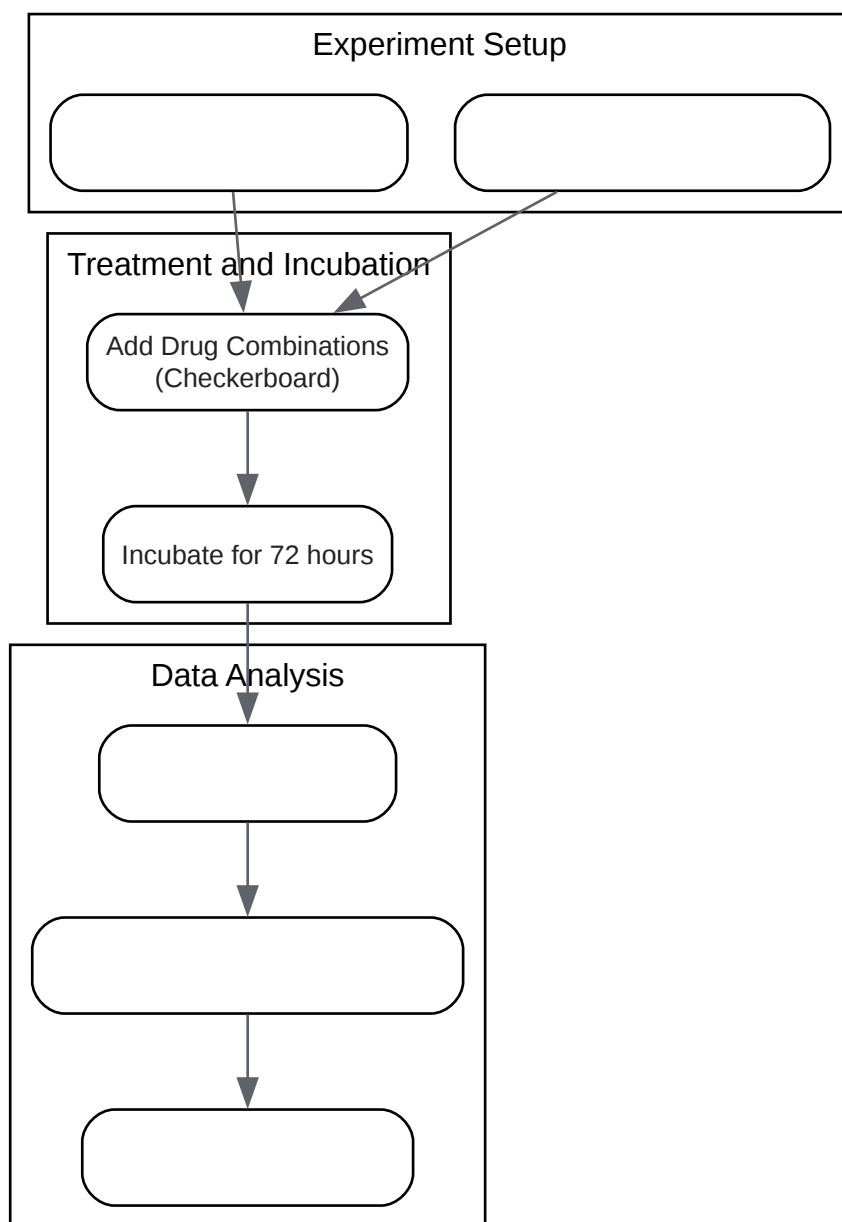 Experiment Setup
Treatment and Incubation
Add Drug Combinations
(Checkerboard)
Incubate for 72 hours
Data Analysis